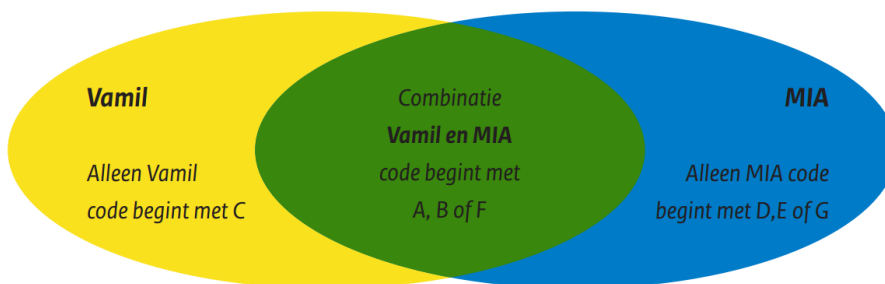 Vamil
Alleen Vamil
code begint met C
Combinatie
Vamil en MIA
code begint met
A, B of F
MIA
Alleen MIA code
begint met D,E of G